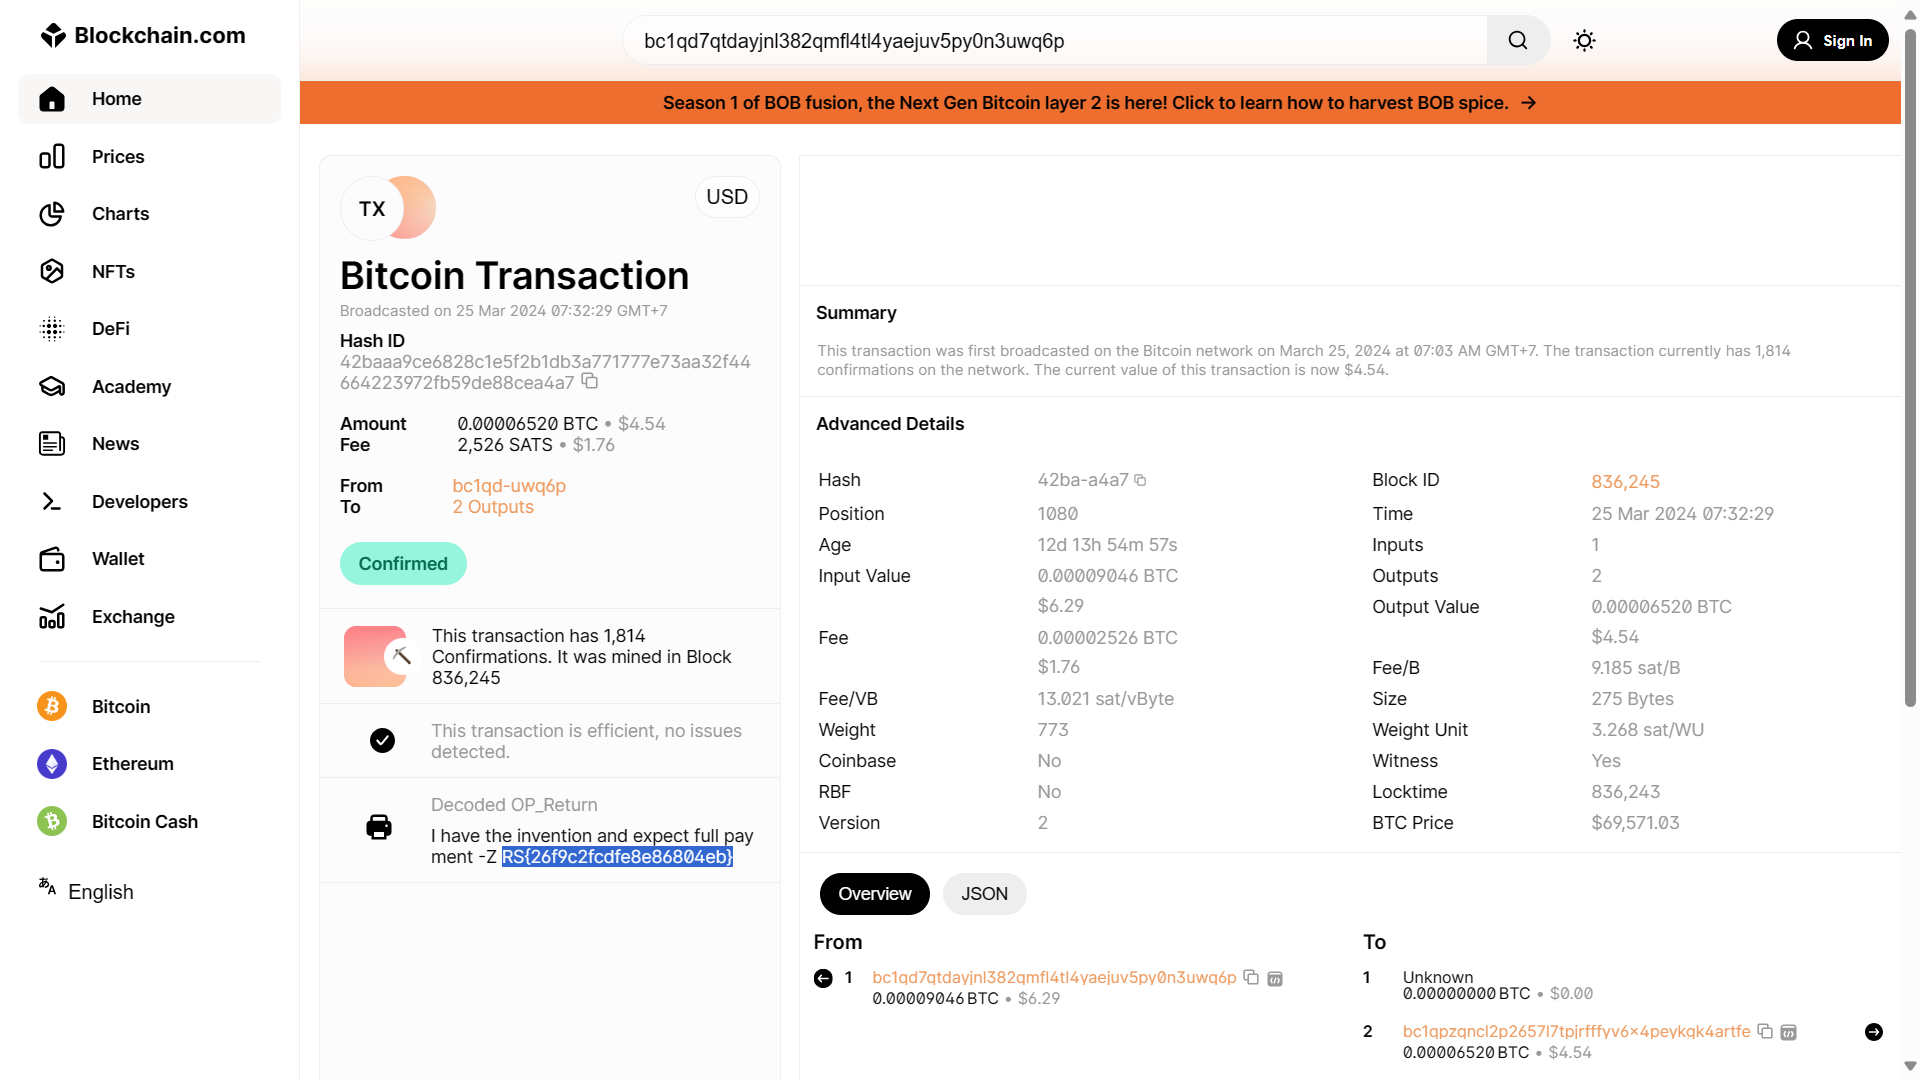 Blockchain.com
bc1qd7qtdayjnl382qmfl4tl4yaejuv5py0n3uwq6p
Sign In
Home
Prices
Charts
NFTs
DeFi
Academy
News
Developers
Wallet
Exchange
Bitcoin
Ethereum
Bitcoin Cash
English
Season 1 of BOB fusion, the Next Gen Bitcoin layer 2 is here! Click to learn how to harvest BOB spice. →
TX
USD
Bitcoin Transaction
Broadcasted on 25 Mar 2024 07:32:29 GMT+7
Hash ID
42baaa9ce6828c1e5f2b1db3a771777e73aa32f44
664223972fb59de88cea4a7
Amount 0.00006520 BTC • $4.54
Fee 2,526 SATS • $1.76
From bc1qd-uwq6p
To 2 Outputs
Confirmed
This transaction has 1,814
Confirmations. It was mined in Block
836,245
This transaction is efficient, no issues
detected.
Decoded OP_Return
I have the invention and expect full pay
ment -Z RS{26f9c2fcdfe8e86804eb}
Summary
This transaction was first broadcasted on the Bitcoin network on March 25, 2024 at 07:03 AM GMT+7. The transaction currently has 1,814
confirmations on the network. The current value of this transaction is now $4.54.
Advanced Details
Hash 42ba-a4a7
Position 1080
Age 12d 13h 54m 57s
Input Value 0.00009046 BTC
$6.29
Fee 0.00002526 BTC
$1.76
Fee/VB 13.021 sat/vByte
Weight 773
Coinbase No
RBF No
Version 2
Block ID 836,245
Time 25 Mar 2024 07:32:29
Inputs 1
Outputs 2
Output Value 0.00006520 BTC
$4.54
Fee/B 9.185 sat/B
Size 275 Bytes
Weight Unit 3.268 sat/WU
Witness Yes
Locktime 836,243
BTC Price $69,571.03
Overview JSON
From
1 bc1qd7qtdayjnl382qmfl4tl4yaejuv5py0n3uwq6p
0.00009046 BTC • $6.29
To
1 Unknown
0.00000000 BTC • $0.00
2 bc1qpzqncl2p2657l7tpjrfffyv6x4peykgk4artfe
0.00006520 BTC • $4.54